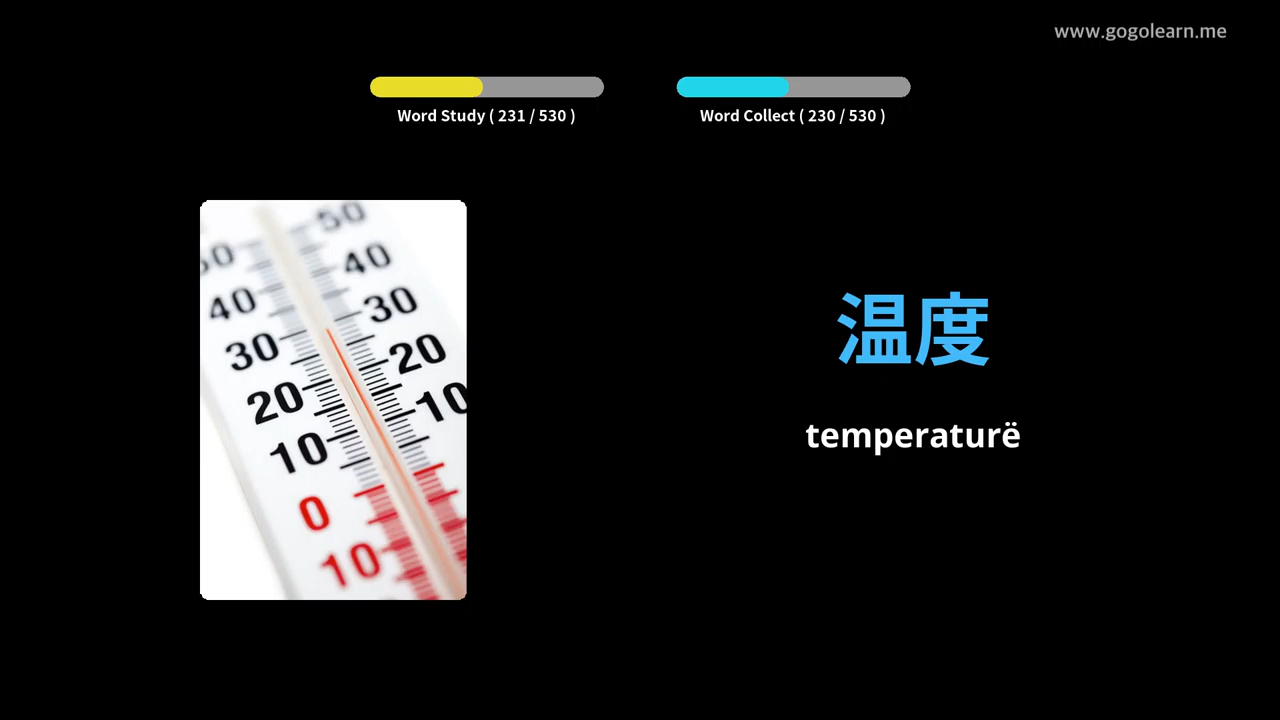 www.gogolearn.me
Word Study ( 231 / 530 )
Word Collect ( 230 / 530 )
50
50
40
40
30
30
20
20
10
10
0
10
温度
temperaturë